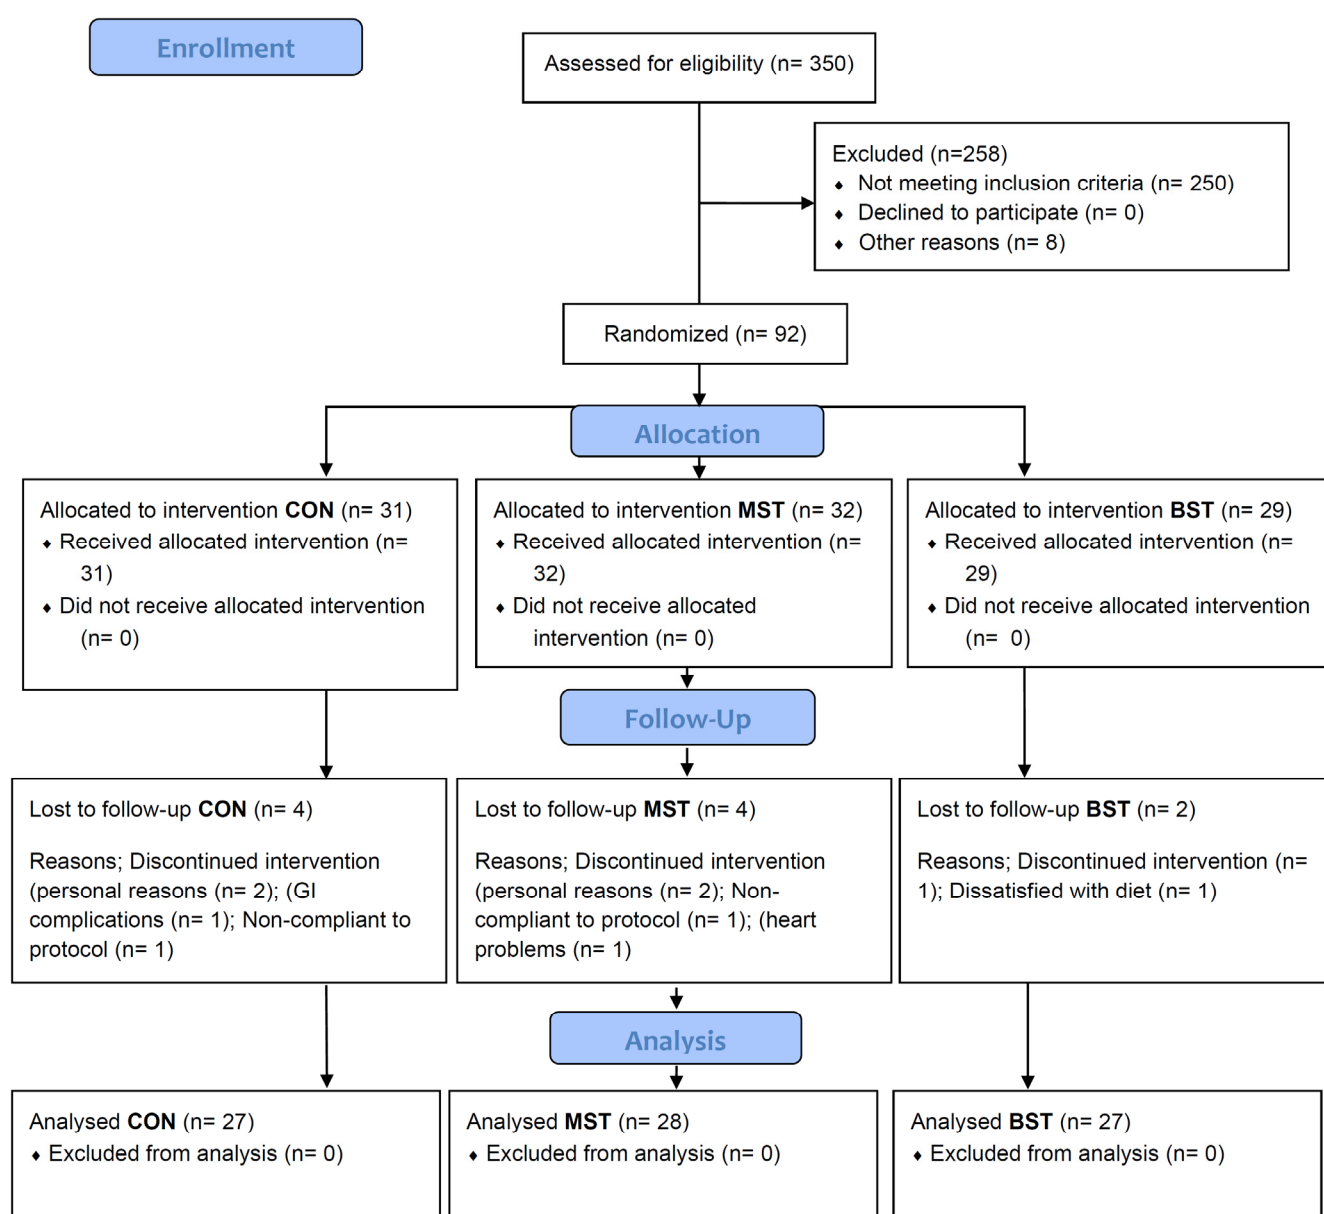 Enrollment
Assessed for eligibility (n= 350)
Excluded (n=258)
♦ Not meeting inclusion criteria (n= 250)
♦ Declined to participate (n= 0)
♦ Other reasons (n= 8)
Randomized (n= 92)
Allocation
Allocated to intervention CON (n= 31)
♦ Received allocated intervention (n=
31)
♦ Did not receive allocated intervention
(n= 0)
Allocated to intervention MST (n= 32)
♦ Received allocated intervention (n=
32)
♦ Did not receive allocated
intervention (n= 0)
Allocated to intervention BST (n= 29)
♦ Received allocated intervention (n=
29)
♦ Did not receive allocated intervention
(n=  0)
Follow-Up
Lost to follow-up CON (n= 4)
Reasons; Discontinued intervention
(personal reasons (n= 2); (GI
complications (n= 1); Non-compliant to
protocol (n= 1)
Lost to follow-up MST (n= 4)
Reasons; Discontinued intervention
(personal reasons (n= 2); Non-
compliant to protocol (n= 1); (heart
problems (n= 1)
Lost to follow-up BST (n= 2)
Reasons; Discontinued intervention (n=
1); Dissatisfied with diet (n= 1)
Analysis
Analysed CON (n= 27)
♦ Excluded from analysis (n= 0)
Analysed MST (n= 28)
♦ Excluded from analysis (n= 0)
Analysed BST (n= 27)
♦ Excluded from analysis (n= 0)